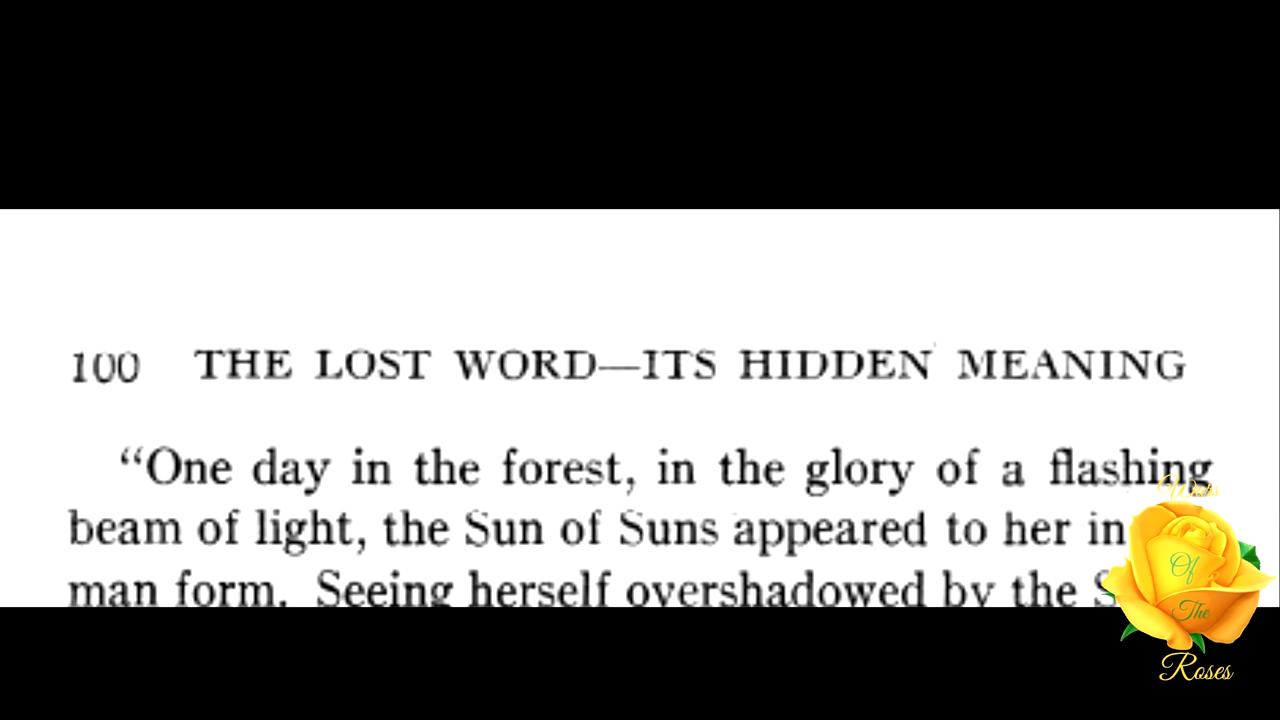 100 THE LOST WORD—ITS HIDDEN MEANING
“One day in the forest, in the glory of a flashing
beam of light, the Sun of Suns appeared to her in
man form. Seeing herself overshadowed by the
Wars
Of
The
Roses